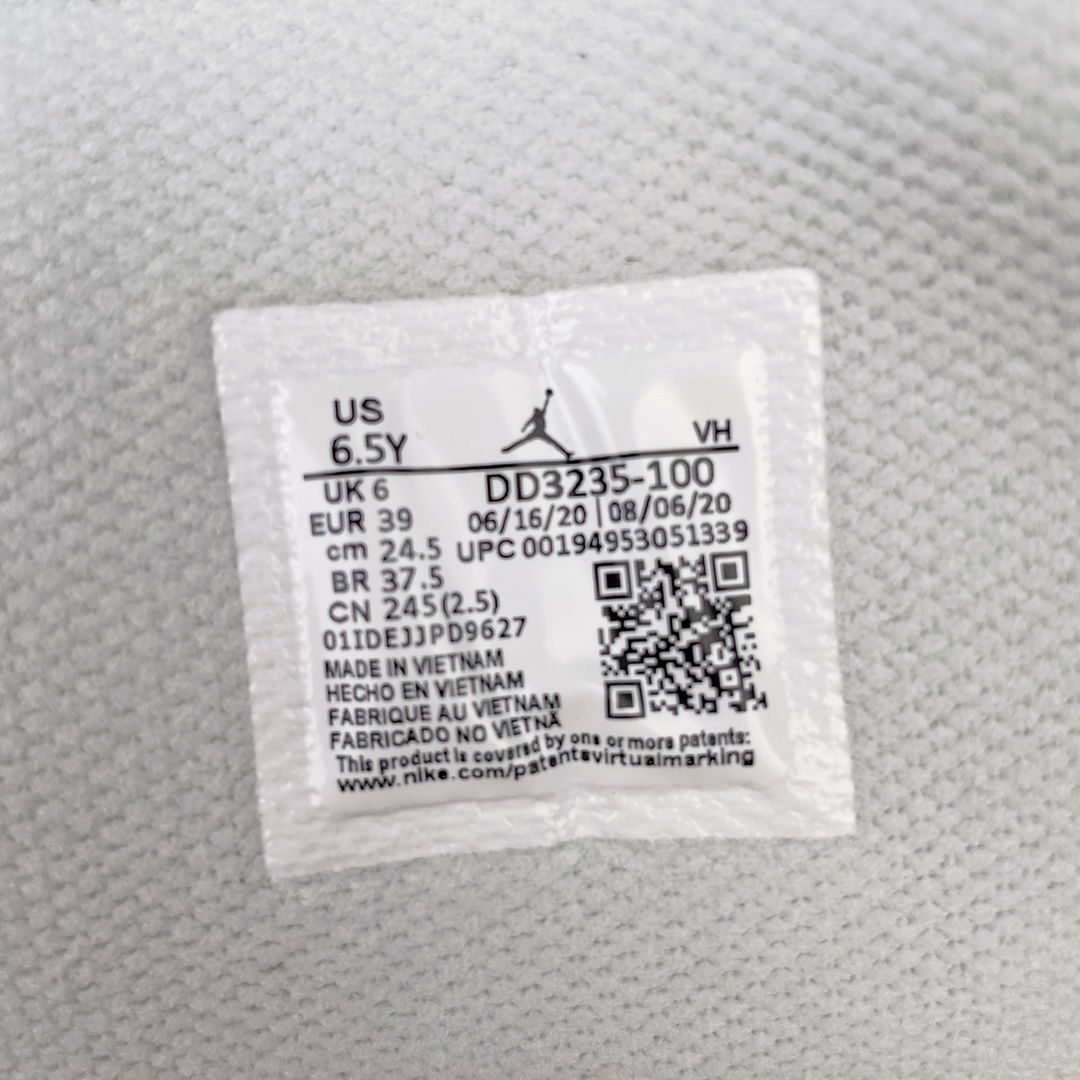 US
6.5Y
VH
UK 6
EUR 39
cm 24.5
BR 37.5
CN 245(2.5)
DD3235-100
06/16/20|08/06/20
UPC 00194953051339
01IDEJJPD9627
MADE IN VIETNAM
HECHO EN VIETNAM
FABRIQUE AU VIETNAM
FABRICADO NO VIETNÃ
This product is covered by one or more patents:
www.nike.com/patentsvirtualmarking